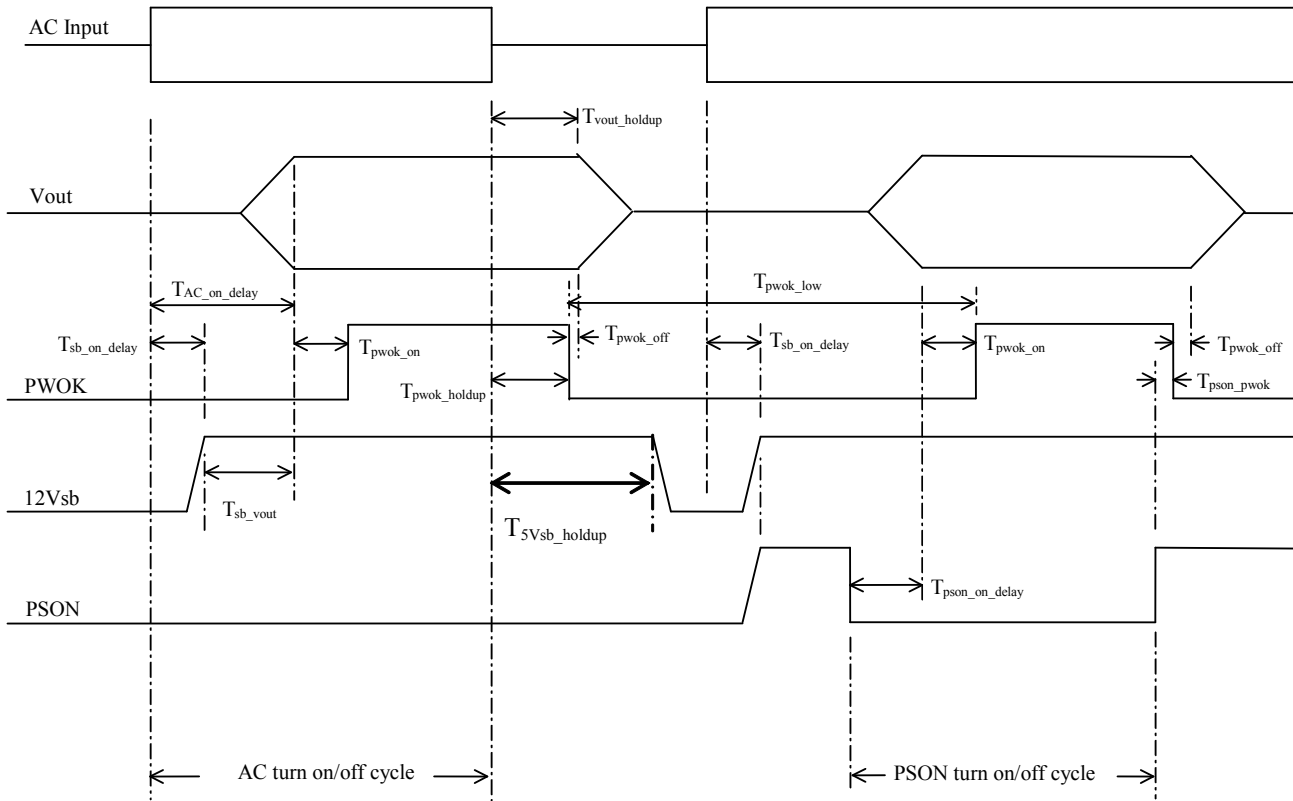 AC Input
Tvout_holdup
Vout
TAC_on_delay
Tpwok_low
Tsb_on_delay
Tpwok_on
Tpwok_off
Tsb_on_delay
Tpwok_on
Tpwok_off
PWOK
Tpwok_holdup
Tpson_pwok
12Vsb
Tsb_vout
T5Vsb_holdup
PSON
Tpson_on_delay
AC turn on/off cycle
PSON turn on/off cycle